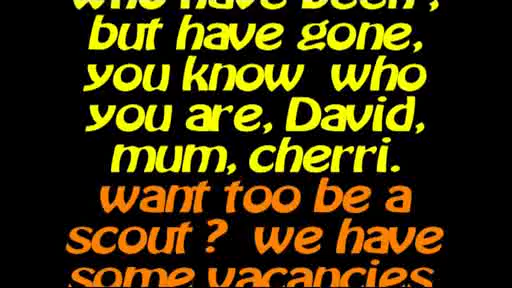 who have been ,
but have gone,
you know who
you are, David,
mum, cherri.
want too be a
scout ? we have
some vacancies